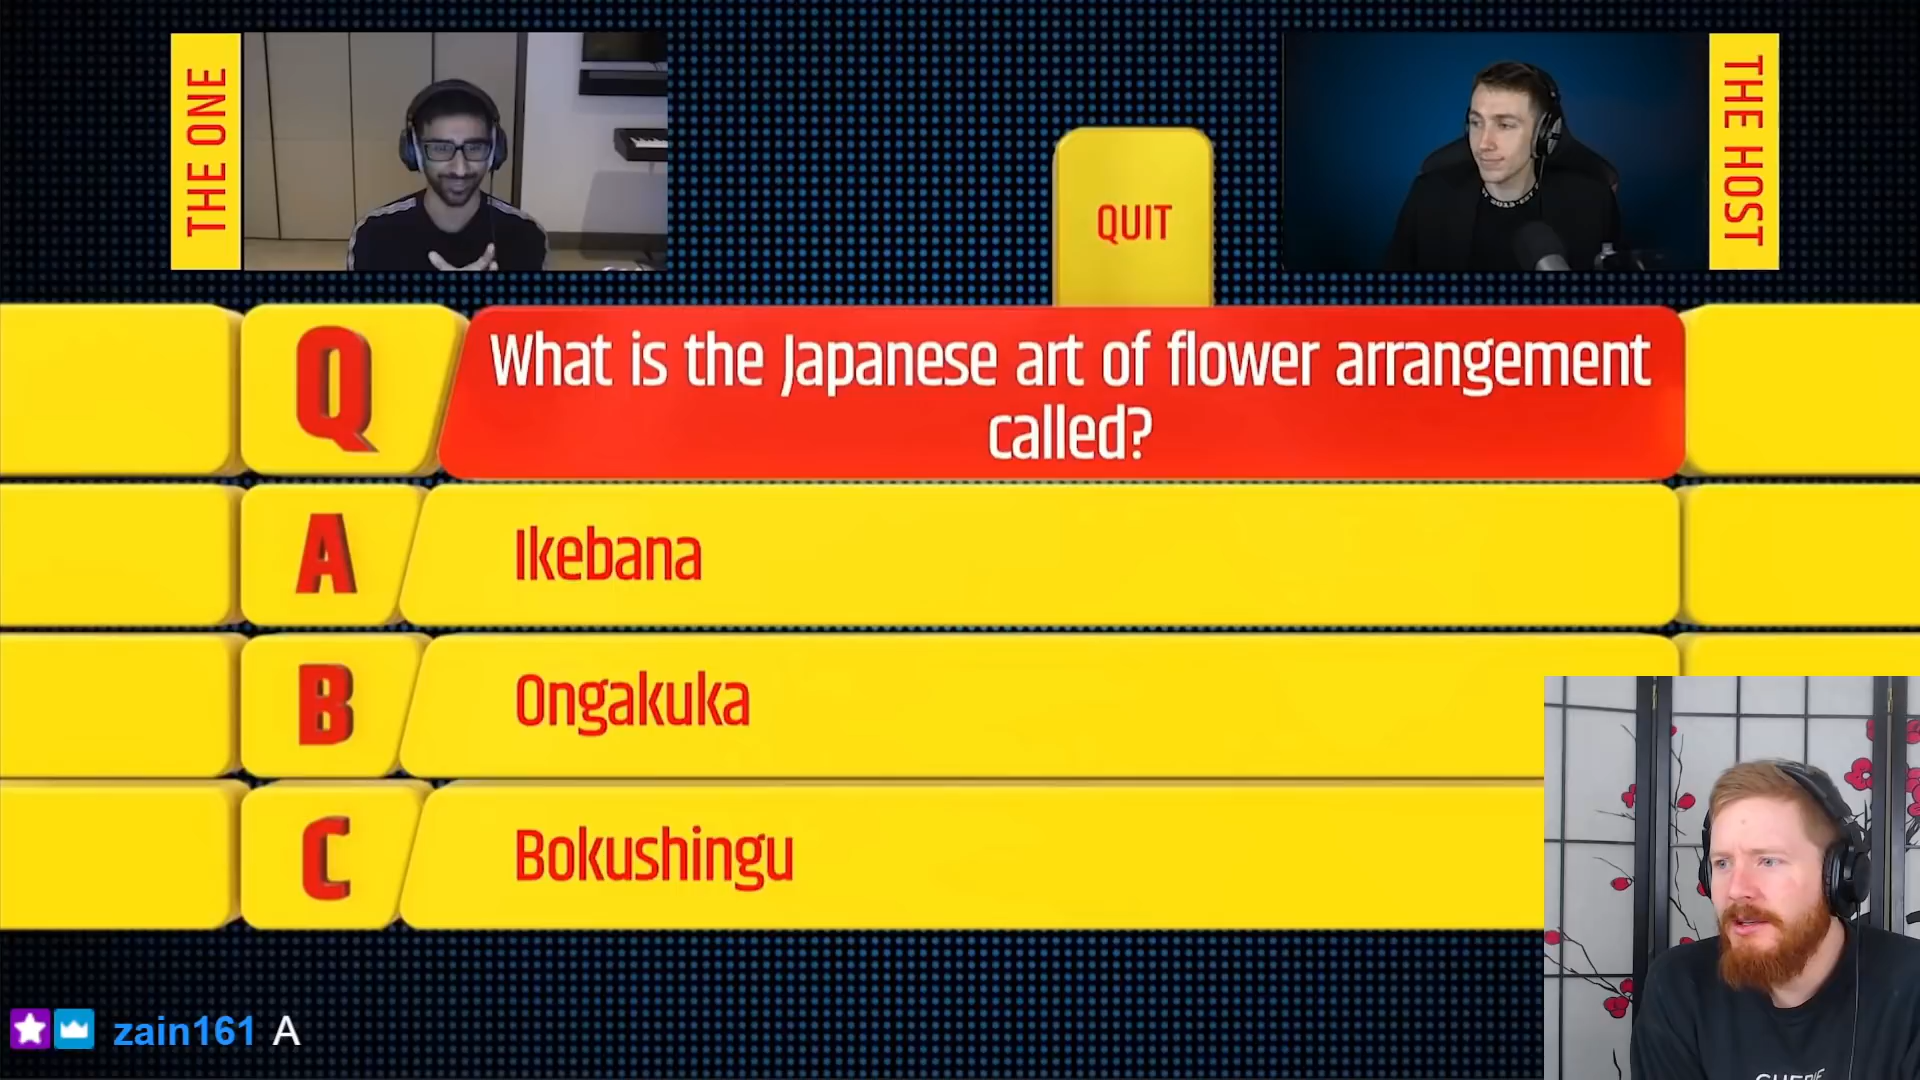 THE ONE
THE HOST
QUIT
Q
What is the Japanese art of flower arrangement
called?
A
Ikebana
B
Ongakuka
C
Bokushingu
zain161 A